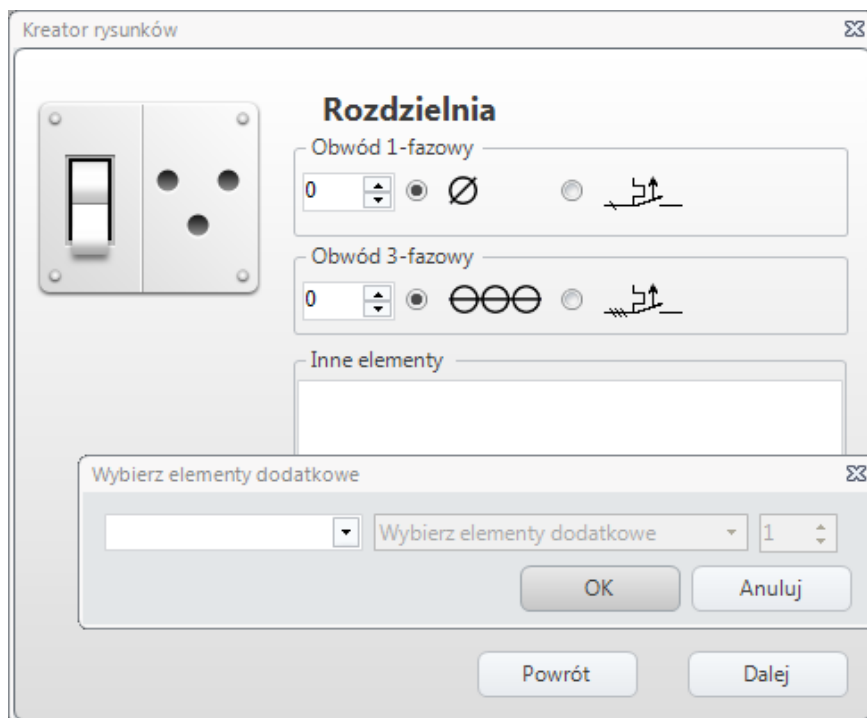 Kreator rysunków
Rozdzielnia
Obwód 1-fazowy
0
Obwód 3-fazowy
0
Inne elementy
Wybierz elementy dodatkowe
Wybierz elementy dodatkowe 1
OK Anuluj
Powrót Dalej